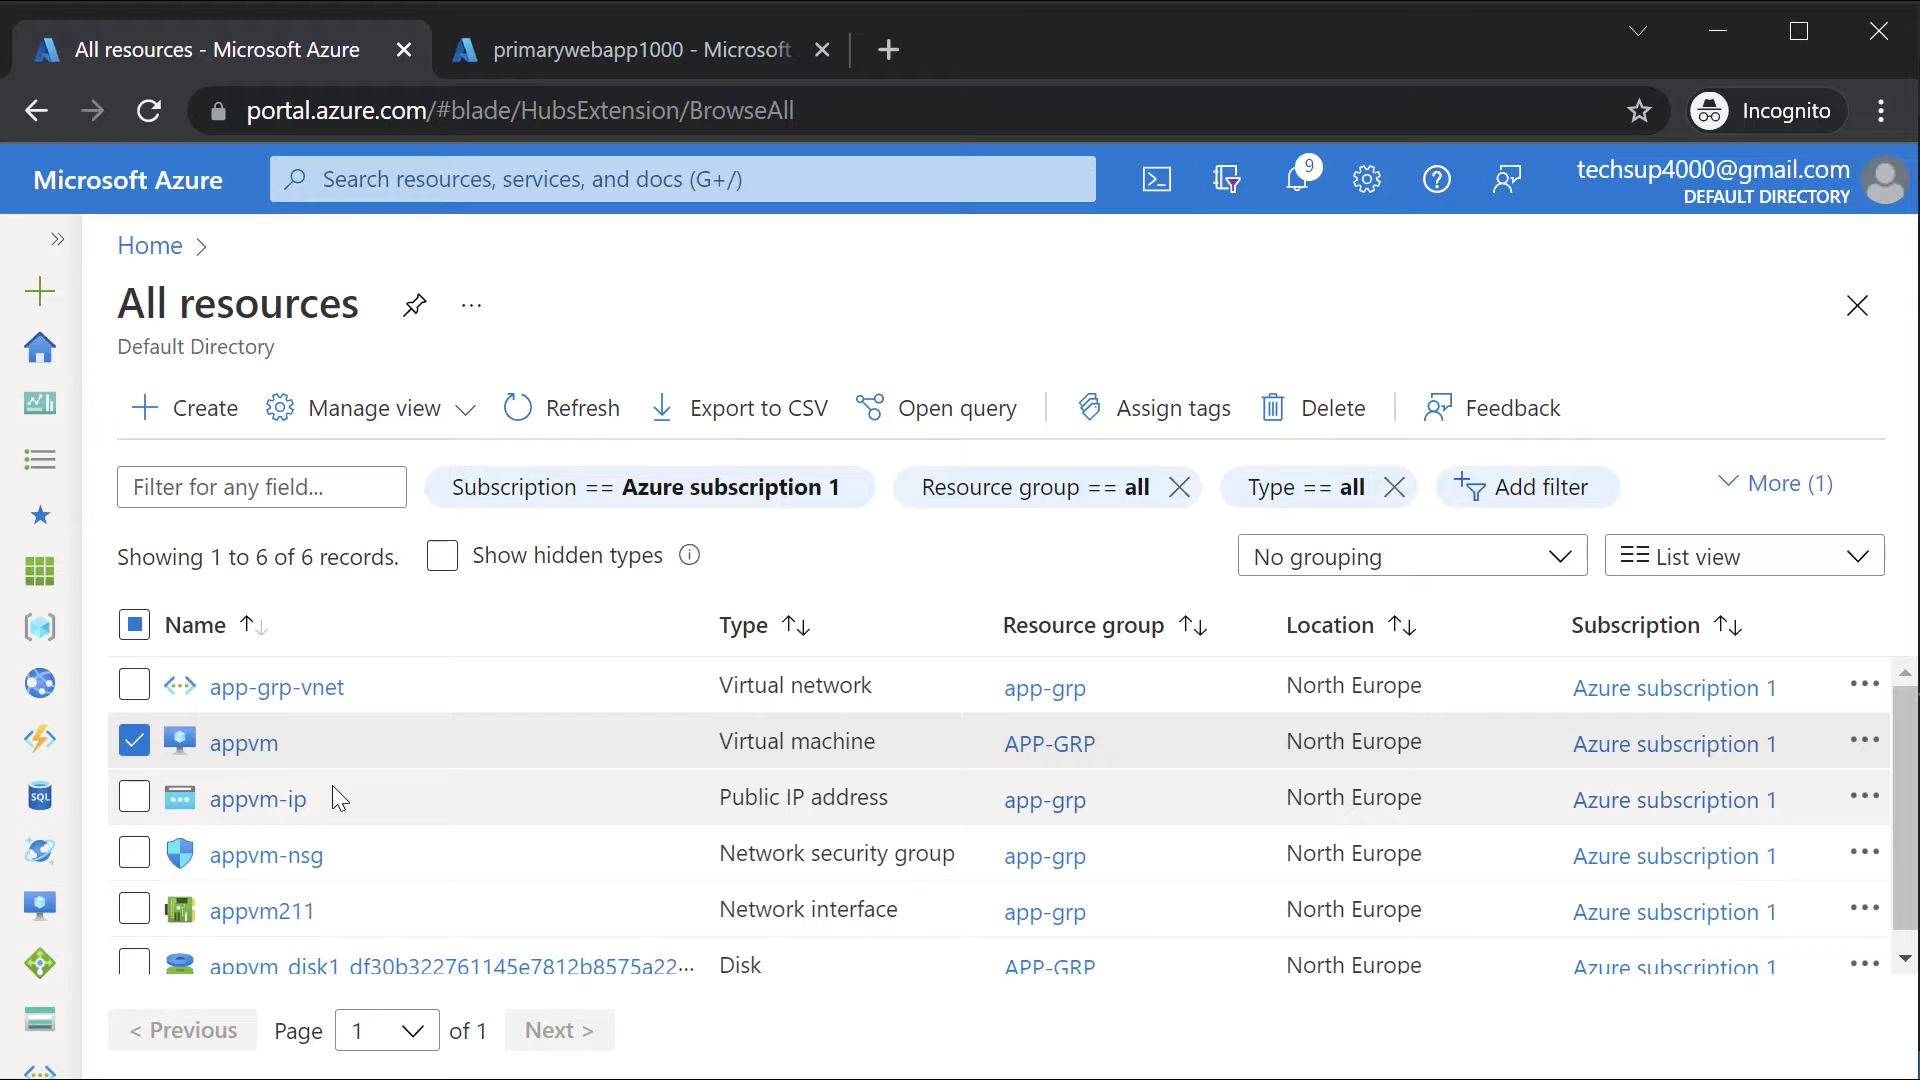 All resources - Microsoft Azure
primarywebapp1000 - Microsoft
portal.azure.com/#blade/HubsExtension/BrowseAll
Incognito
Microsoft Azure
Search resources, services, and docs (G+/)
9
techsup4000@gmail.com
DEFAULT DIRECTORY
Home
All resources
Default Directory
Create Manage view Refresh Export to CSV Open query Assign tags Delete Feedback
Filter for any field... Subscription == Azure subscription 1 Resource group == all Type == all Add filter More (1)
Showing 1 to 6 of 6 records. Show hidden types No grouping List view
Name Type Resource group Location Subscription
app-grp-vnet Virtual network app-grp North Europe Azure subscription 1
appvm Virtual machine APP-GRP North Europe Azure subscription 1
appvm-ip Public IP address app-grp North Europe Azure subscription 1
appvm-nsg Network security group app-grp North Europe Azure subscription 1
appvm211 Network interface app-grp North Europe Azure subscription 1
appvm_disk1_df30b322761145e7812b8575a22... Disk APP-GRP North Europe Azure subscription 1
SQL
< Previous Page 1 of 1 Next >